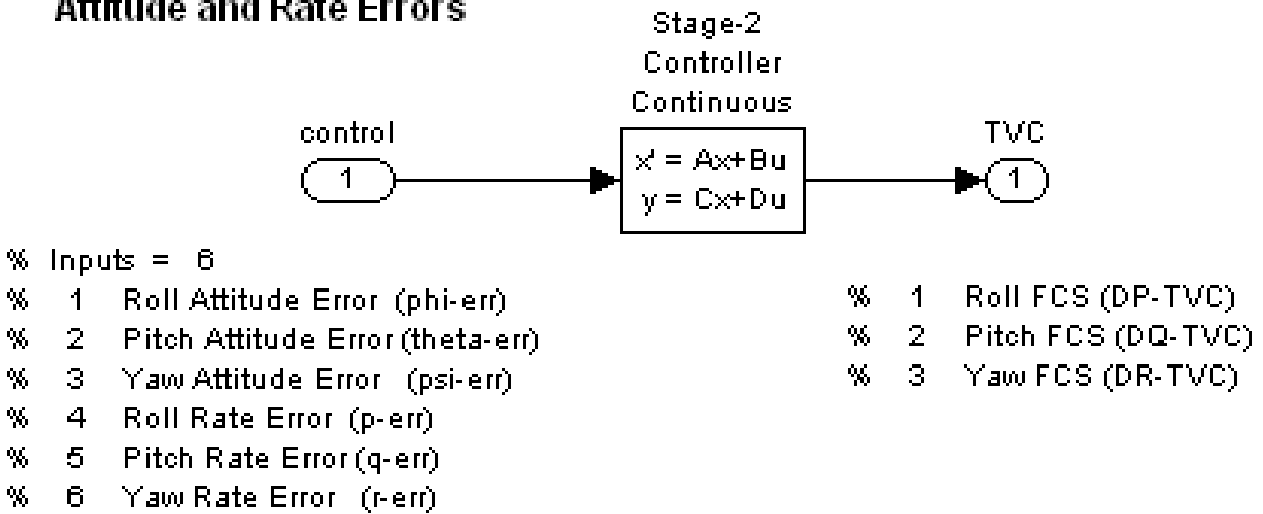 Attitude and Rate Errors
Stage-2
Controller
Continuous
control
1
x' = Ax+Bu
y = Cx+Du
TVC
1
% Inputs = 6
% 1 Roll Attitude Error (phi-err)
% 2 Pitch Attitude Error (theta-err)
% 3 Yaw Attitude Error (psi-err)
% 4 Roll Rate Error (p-err)
% 5 Pitch Rate Error (q-err)
% 6 Yaw Rate Error (r-err)
% 1 Roll FCS (DP-TVC)
% 2 Pitch FCS (DQ-TVC)
% 3 Yaw FCS (DR-TVC)